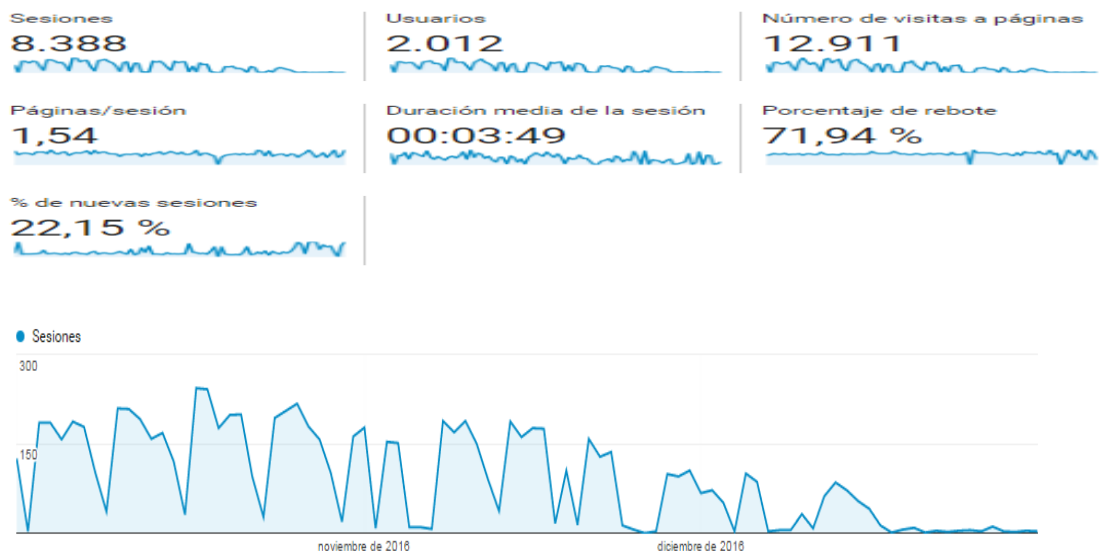 Sesiones
8.388
Usuarios
2.012
Número de visitas a páginas
12.911
Páginas/sesión
1,54
Duración media de la sesión
00:03:49
Porcentaje de rebote
71,94 %
% de nuevas sesiones
22,15 %
Sesiones
300
150
noviembre de 2016
diciembre de 2016